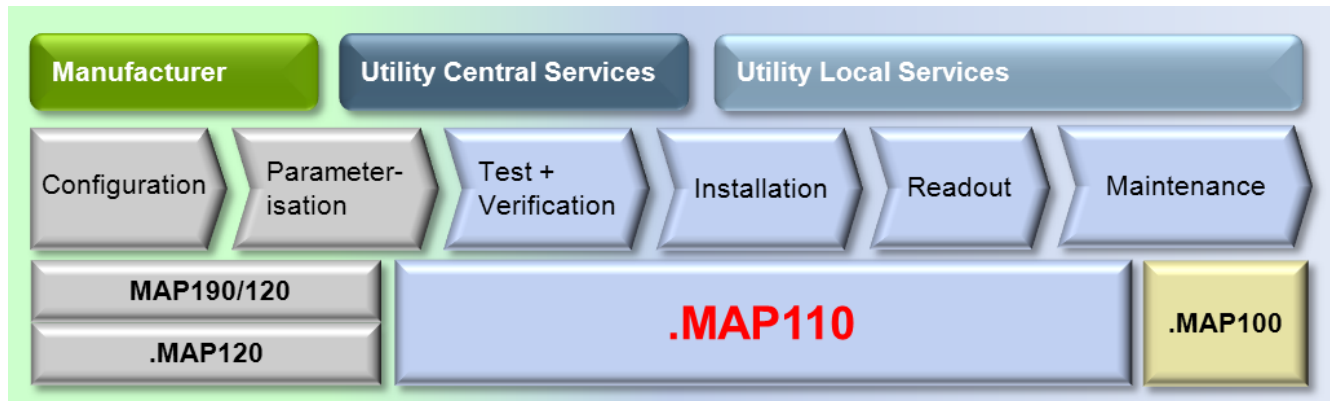 Manufacturer
Utility Central Services
Utility Local Services
Configuration
Parameter-
isation
Test +
Verification
Installation
Readout
Maintenance
MAP190/120
.MAP120
.MAP110
.MAP100